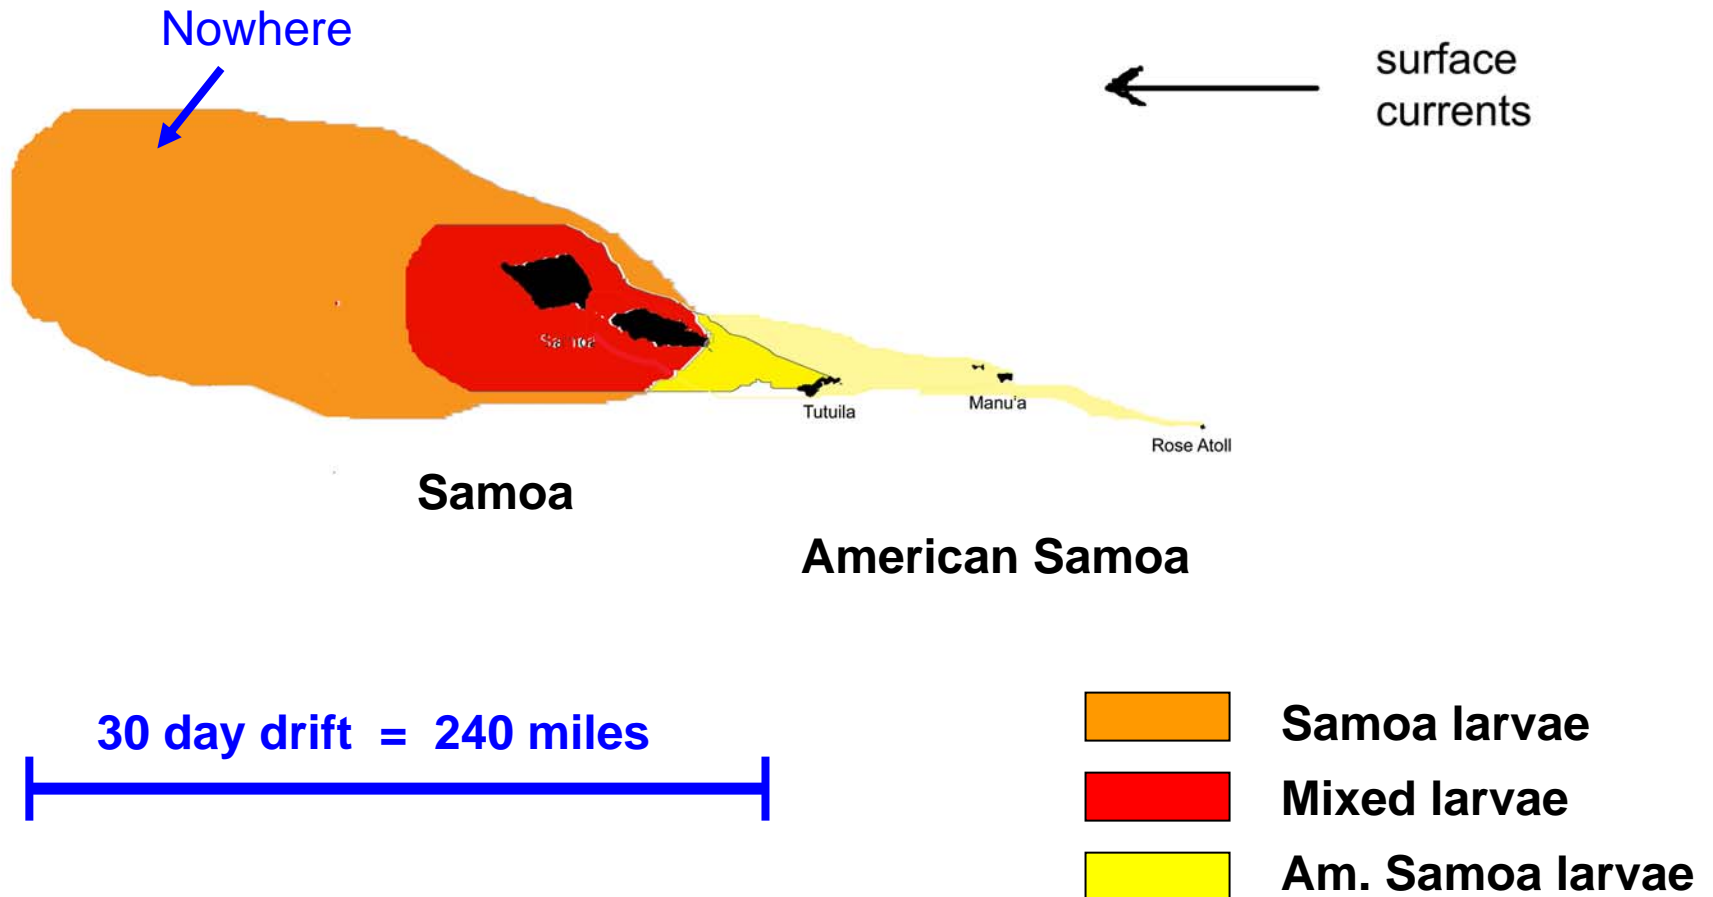 Nowhere
surface
currents
Tutuila
Manu'a
Rose Atoll
Samoa
American Samoa
30 day drift = 240 miles
Samoa larvae
Mixed larvae
Am. Samoa larvae